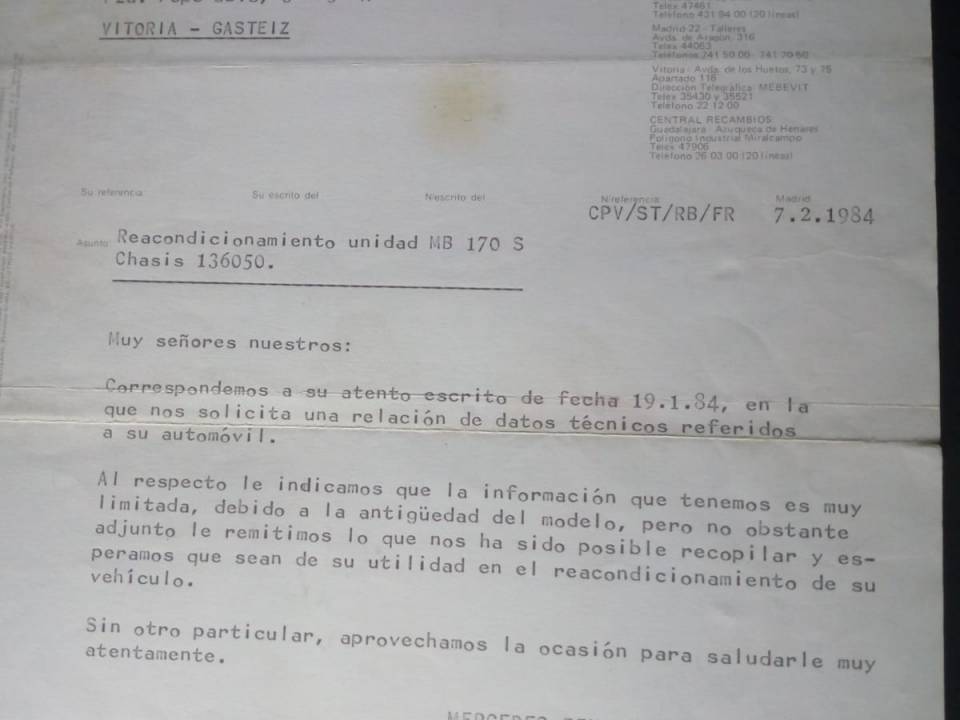 VITORIA - GASTEIZ
Telex 47461
Teléfono 431 94 00 (20 líneas)
Madrid-22 - Talleres
Avda. de Aragón, 316
Telex 44063
Teléfonos 741 50 00 - 741 70 60
Vitoria - Avda. de los Huetos, 73 y 75
Apartado 116
Dirección Telegráfica MEBEVIT
Telex 35430 y 35521
Teléfono 22 12 00
CENTRAL RECAMBIOS
Guadalajara - Azuqueca de Henares
Polígono Industrial Miralcampo
Telex 47906
Teléfono 26 03 00 (20 líneas)
Su referencia
Su escrito del
N/escrito del
N/referencia
Madrid
CPV/ST/RB/FR 7.2.1984
Asunto: Reacondicionamiento unidad MB 170 S
Chasis 136050.
Muy señores nuestros:
Correspondemos a su atento escrito de fecha 19.1.84, en la
que nos solicita una relación de datos técnicos referidos
a su automóvil.
Al respecto le indicamos que la información que tenemos es muy
limitada, debido a la antigüedad del modelo, pero no obstante
adjunto le remitimos lo que nos ha sido posible recopilar y es-
peramos que sean de su utilidad en el reacondicionamiento de su
vehículo.
Sin otro particular, aprovechamos la ocasión para saludarle muy
atentamente.
MERCEDES